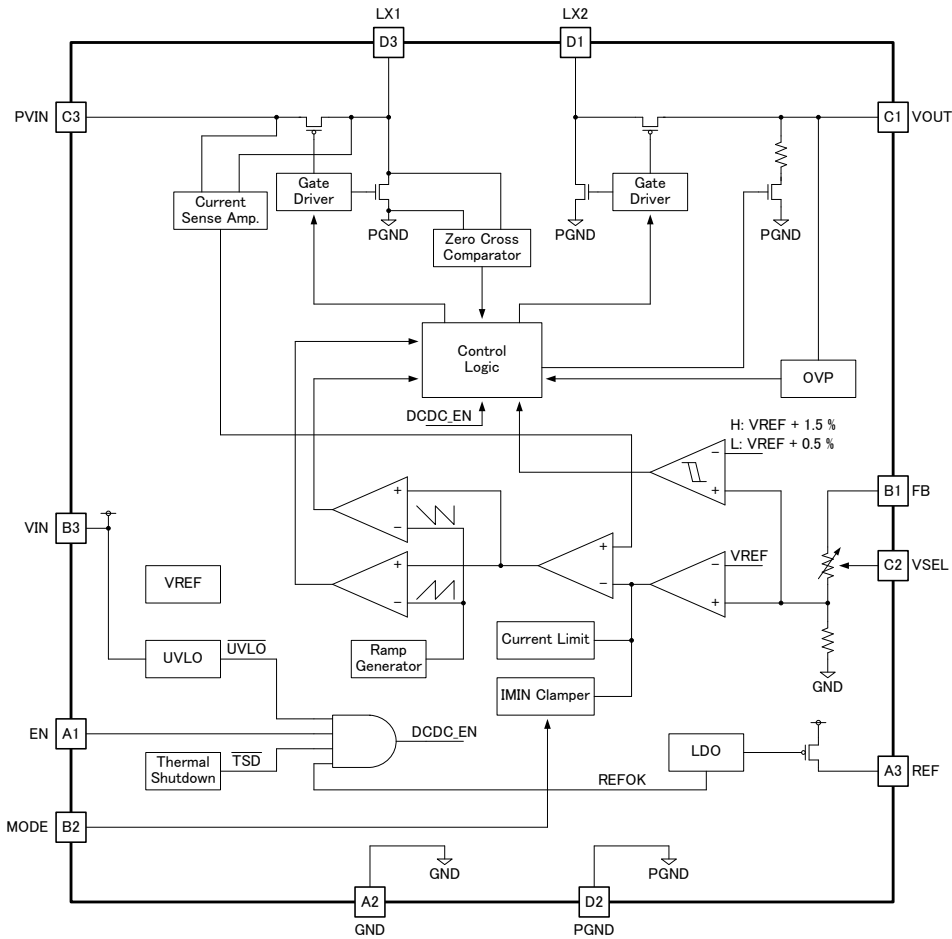 LX1
LX2
D3
D1
PVIN
C3
C1
VOUT
Current
Sense Amp.
Gate
Driver
PGND
Zero Cross
Comparator
PGND
Gate
Driver
PGND
Control
Logic
OVP
DCDC_EN
H: VREF + 1.5 %
L: VREF + 0.5 %
−
+
B1
FB
+
−
VIN
B3
+
−
VREF
−
+
C2
VSEL
VREF
+
−
Current Limit
UVLO
UVLO
Ramp
Generator
GND
IMIN Clamper
EN
A1
DCDC_EN
LDO
Thermal
Shutdown
TSD
REFOK
A3
REF
MODE
B2
GND
PGND
A2
D2
GND
PGND